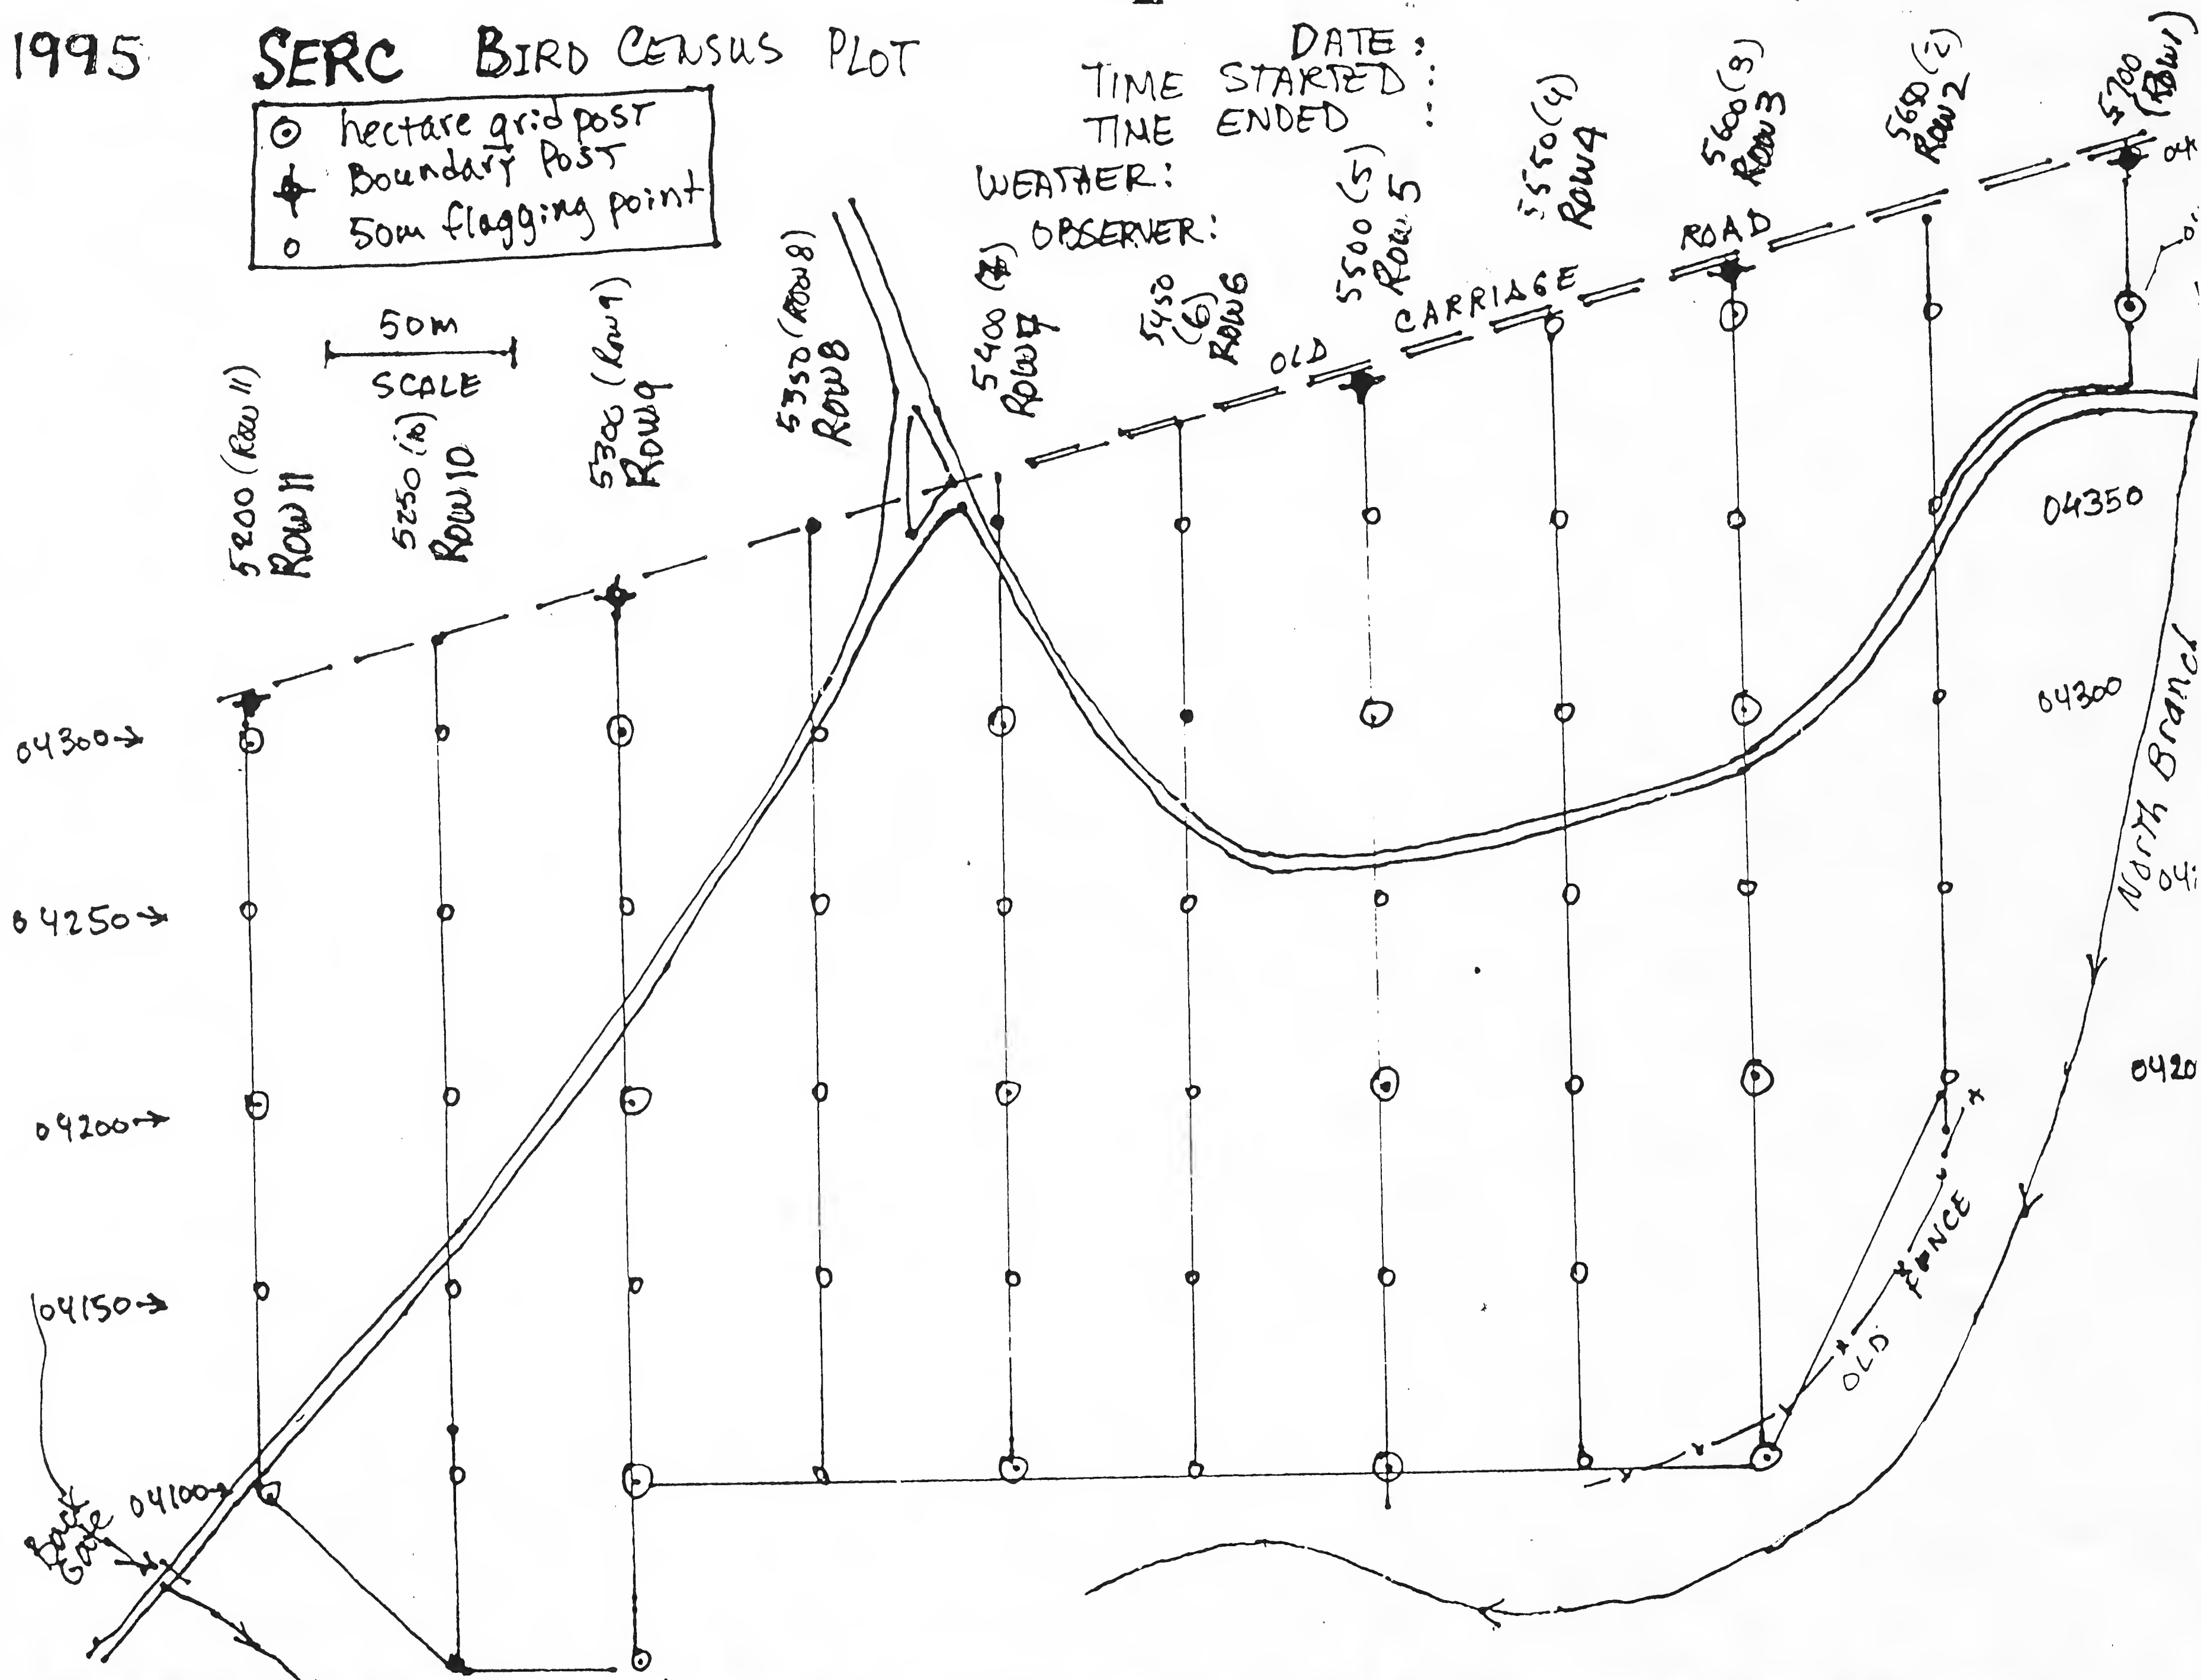 1995 SERC BIRD CENSUS PLOT
hectare grid post
Boundary Post
50m flagging point
DATE:
TIME STARTED:
TIME ENDED :
WEATHER:
OBSERVER:
50m
SCALE
5200 (Row 11)
Row 11
5250 (10)
Row 10
5300 (Row 9)
Row 9
5350 (Row 8)
Row 8
5400 (7)
Row 7
5450
(6)
Row 6
5500 (5)
Row 5
5550 (4)
Row 4
5600 (3)
Row 3
5650 (2)
Row 2
5700
(Row 1)
OLD CARRIAGE ROAD
04350
04300
North Branch
0420
04300→
04250→
04200→
04150→
04100→
Back
Gate
OLD FENCE